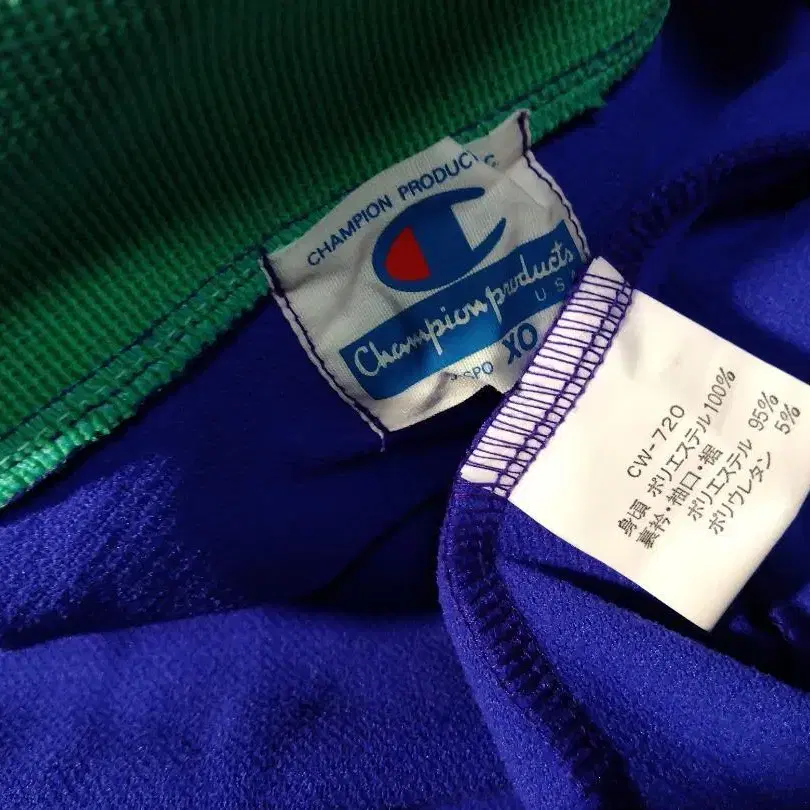 CHAMPION PRODUCTS
Champion products
USA
XO
CW-720
身頃 ポリエステル100%
裏衿・袖口・裾
ポリエステル 95%
ポリウレタン 5%